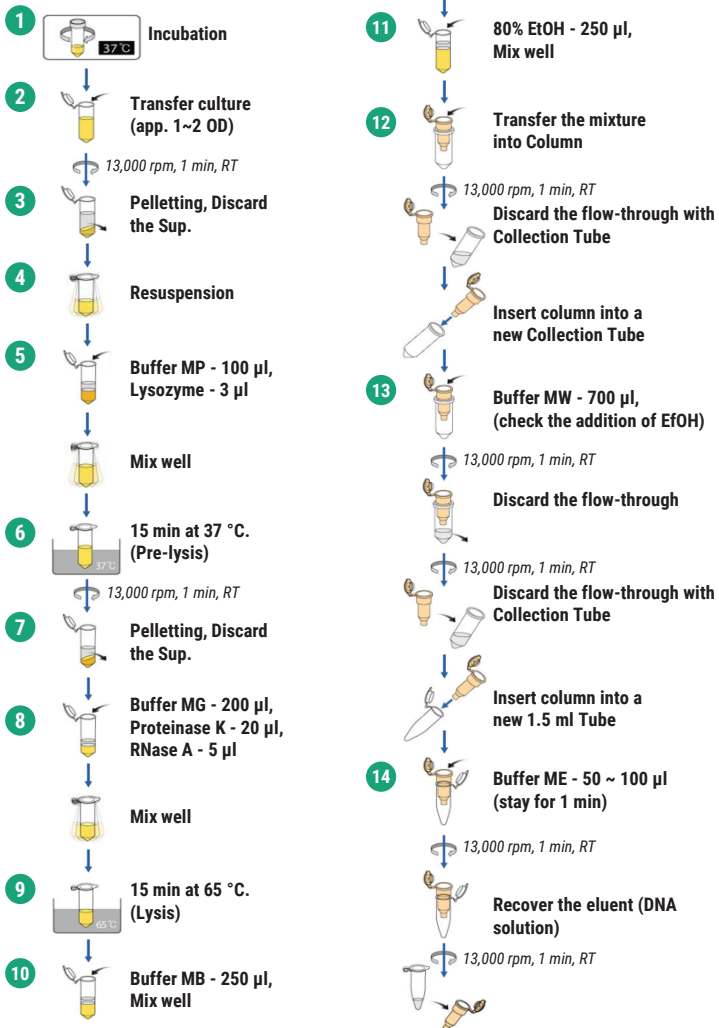 1
37℃
Incubation
2
Transfer culture
(app. 1~2 OD)
13,000 rpm, 1 min, RT
3
Pelletting, Discard
the Sup.
4
Resuspension
5
Buffer MP - 100 µl,
Lysozyme - 3 µl
Mix well
6
37℃
15 min at 37 °C.
(Pre-lysis)
13,000 rpm, 1 min, RT
7
Pelletting, Discard
the Sup.
8
Buffer MG - 200 µl,
Proteinase K - 20 µl,
RNase A - 5 µl
Mix well
9
65℃
15 min at 65 °C.
(Lysis)
10
Buffer MB - 250 µl,
Mix well
11
80% EtOH - 250 µl,
Mix well
12
Transfer the mixture
into Column
13,000 rpm, 1 min, RT
Discard the flow-through with
Collection Tube
Insert column into a
new Collection Tube
13
Buffer MW - 700 µl,
(check the addition of EfOH)
13,000 rpm, 1 min, RT
Discard the flow-through
13,000 rpm, 1 min, RT
Discard the flow-through with
Collection Tube
Insert column into a
new 1.5 ml Tube
14
Buffer ME - 50 ~ 100 µl
(stay for 1 min)
13,000 rpm, 1 min, RT
Recover the eluent (DNA
solution)
13,000 rpm, 1 min, RT